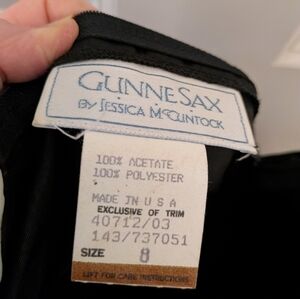 GUNNE SAX
BY JESSICA McCLINTOCK
100% ACETATE
100% POLYESTER
MADE IN U S A
EXCLUSIVE OF TRIM
40712/03
143/737051
SIZE 8
LIFT FOR CARE INSTRUCTIONS